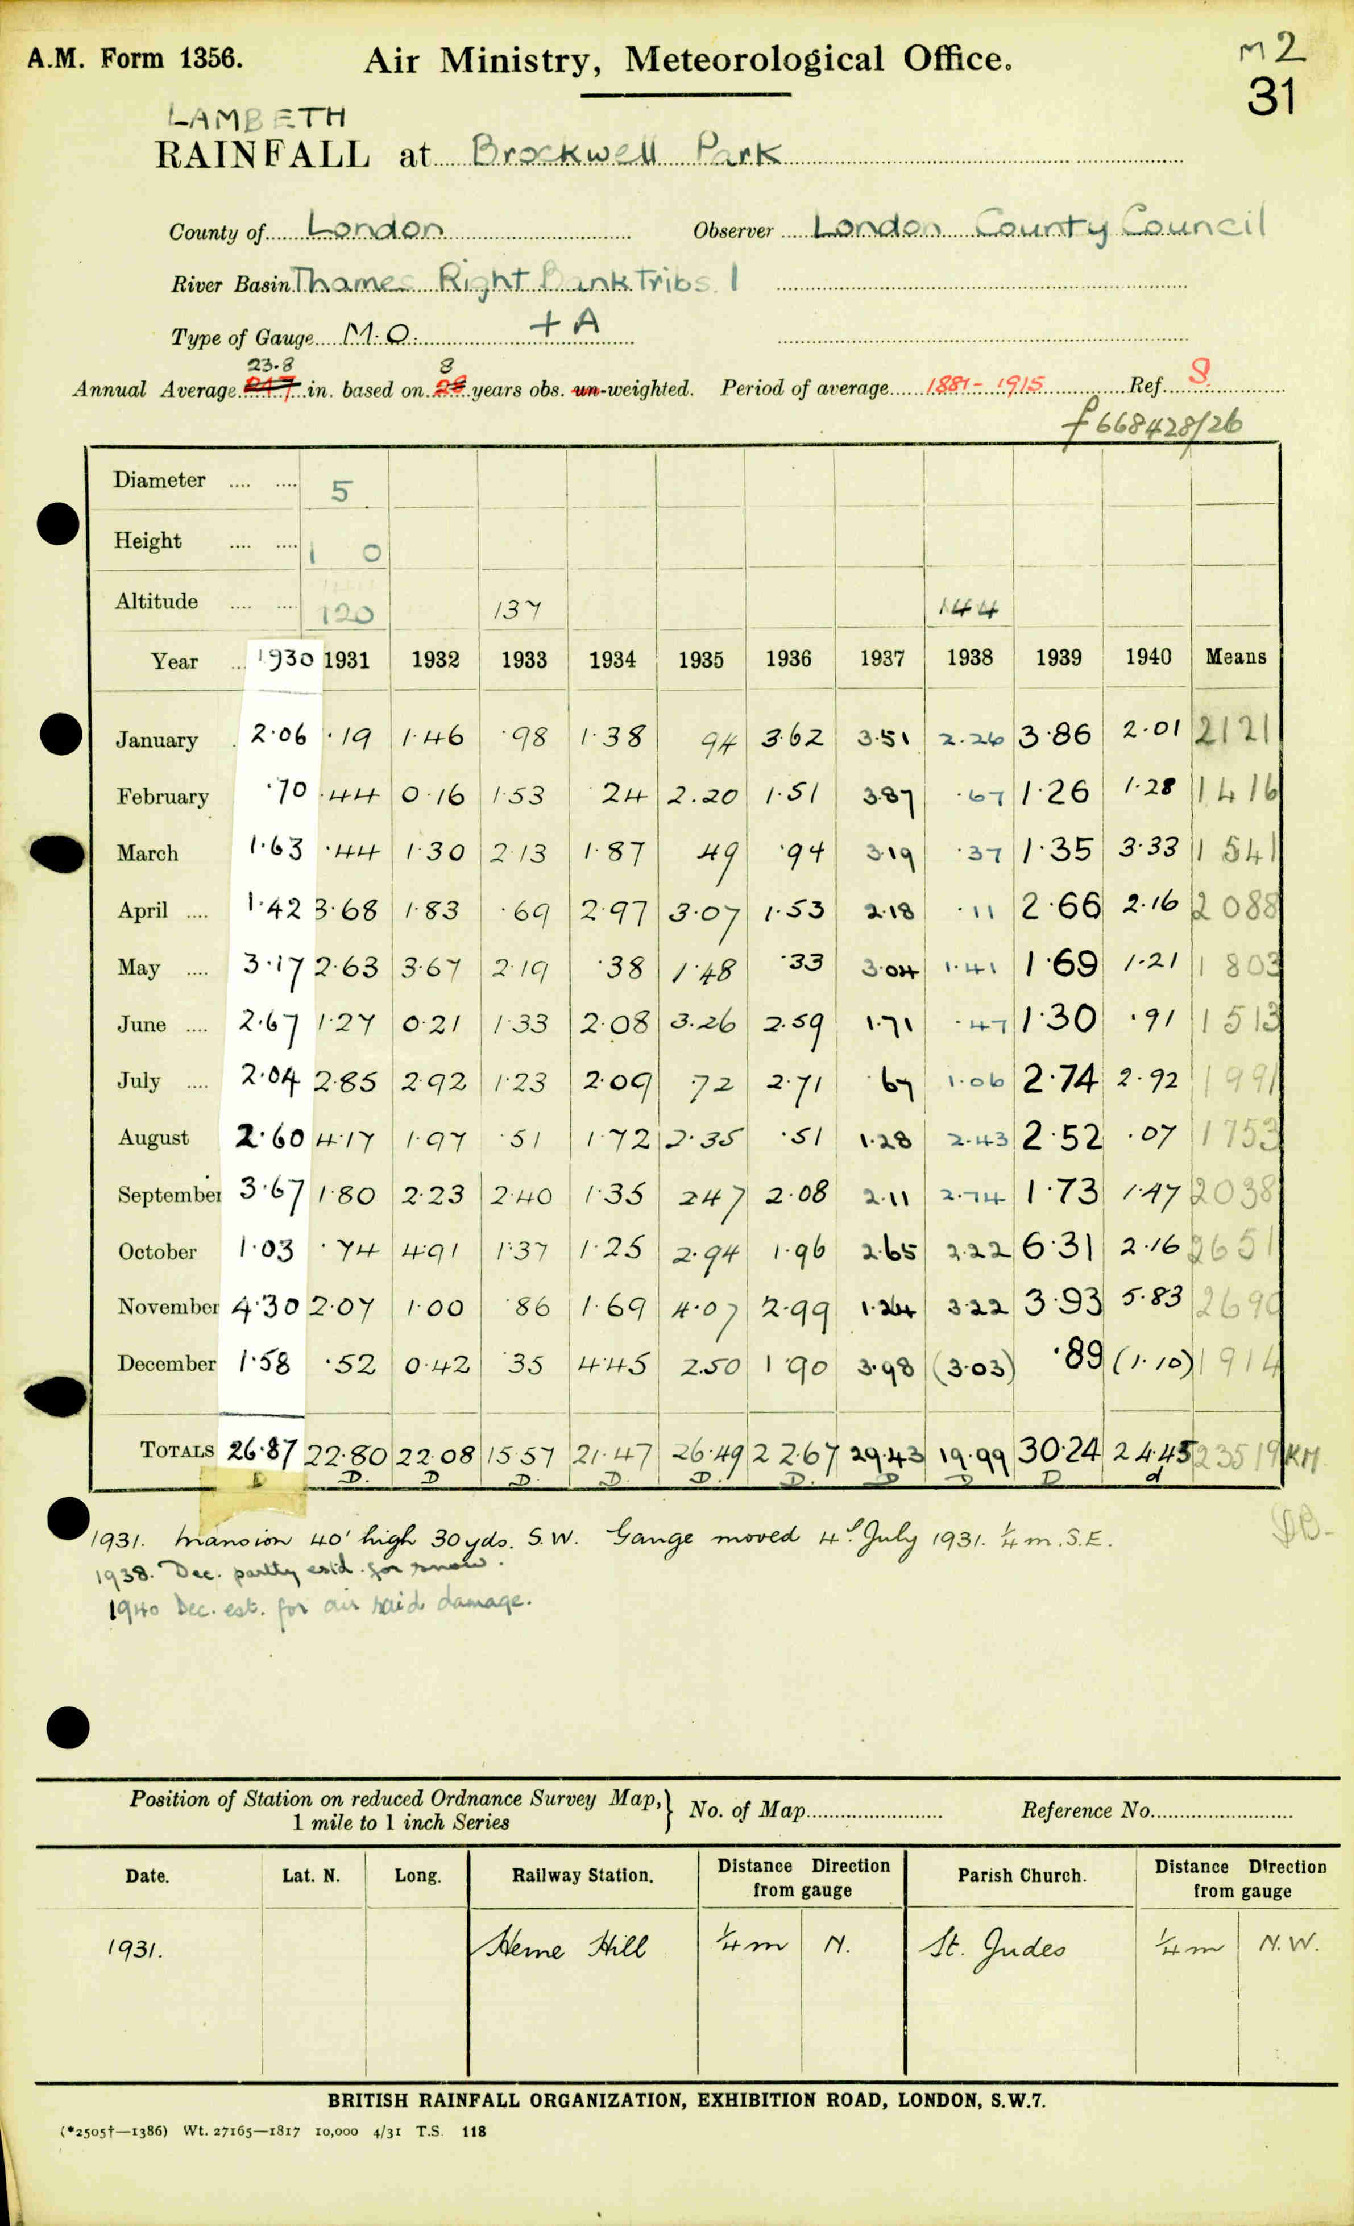 A.M. Form 1356. Air Ministry, Meteorological Office. M2
31
LAMBETH
RAINFALL at Brockwell Park
County of London Observer London County Council
River Basin Thames Right Bank Tribs. 1
Type of Gauge M.O. + A
23.8 8
Annual Average in. based on 28 years obs. un-weighted. Period of average 1881-1915 Ref. S.
f 668428/26
Diameter .... .... 5
Height .... .... 1 0
Altitude .... .... 120 137 144
Year .. 1930 1931 1932 1933 1934 1935 1936 1937 1938 1939 1940 Means
January 2.06 .19 1.46 .98 1.38 94 3.62 3.51 2.26 3.86 2.01 2121
February .70 .44 0.16 1.53 24 2.20 1.51 3.87 .67 1.26 1.28 1416
March 1.63 .44 1.30 2.13 1.87 49 .94 3.19 .37 1.35 3.33 1541
April .... 1.42 3.68 1.83 .69 2.97 3.07 1.53 2.18 .11 2.66 2.16 2088
May .... 3.17 2.63 3.67 2.19 .38 1.48 .33 3.04 1.41 1.69 1.21 1803
June .... 2.67 1.27 0.21 1.33 2.08 3.26 2.59 1.71 .47 1.30 .91 1513
July .... 2.04 2.85 2.92 1.23 2.09 .72 2.71 .67 1.06 2.74 2.92 1991
August 2.60 4.17 1.97 .51 1.72 2.35 .51 1.28 2.43 2.52 .07 1753
September 3.67 1.80 2.23 2.40 1.35 2.47 2.08 2.11 2.74 1.73 1.47 2038
October 1.03 .74 4.91 1.37 1.25 2.94 1.96 2.65 2.22 6.31 2.16 2651
November 4.30 2.07 1.00 .86 1.69 4.07 2.99 1.24 3.22 3.93 5.83 2690
December 1.58 .52 0.42 35 4.45 2.50 1.90 3.98 (3.03) .89 (1.10) 1914
TOTALS 26.87 22.80 22.08 15.57 21.47 26.49 22.67 29.43 19.99 30.24 24.45 23519 KM
D D. D D. D. D. D. D D D d
1931. Mansion 40' high 30yds. S.W. Gauge moved 4th July 1931. ¼ m. S.E.
1938. Dec. partly estd. for snow.
1940 Dec. est. for air raid damage.
Position of Station on reduced Ordnance Survey Map,} No. of Map Reference No.
1 mile to 1 inch Series
Date. Lat. N. Long. Railway Station. Distance Direction from gauge Parish Church. Distance Direction from gauge
1931. Herne Hill ¼ m N. St. Judes ¼ m N.W.
BRITISH RAINFALL ORGANIZATION, EXHIBITION ROAD, LONDON, S.W.7.
(*2505†—1386) Wt. 27165—1817 10,000 4/31 T.S. 118